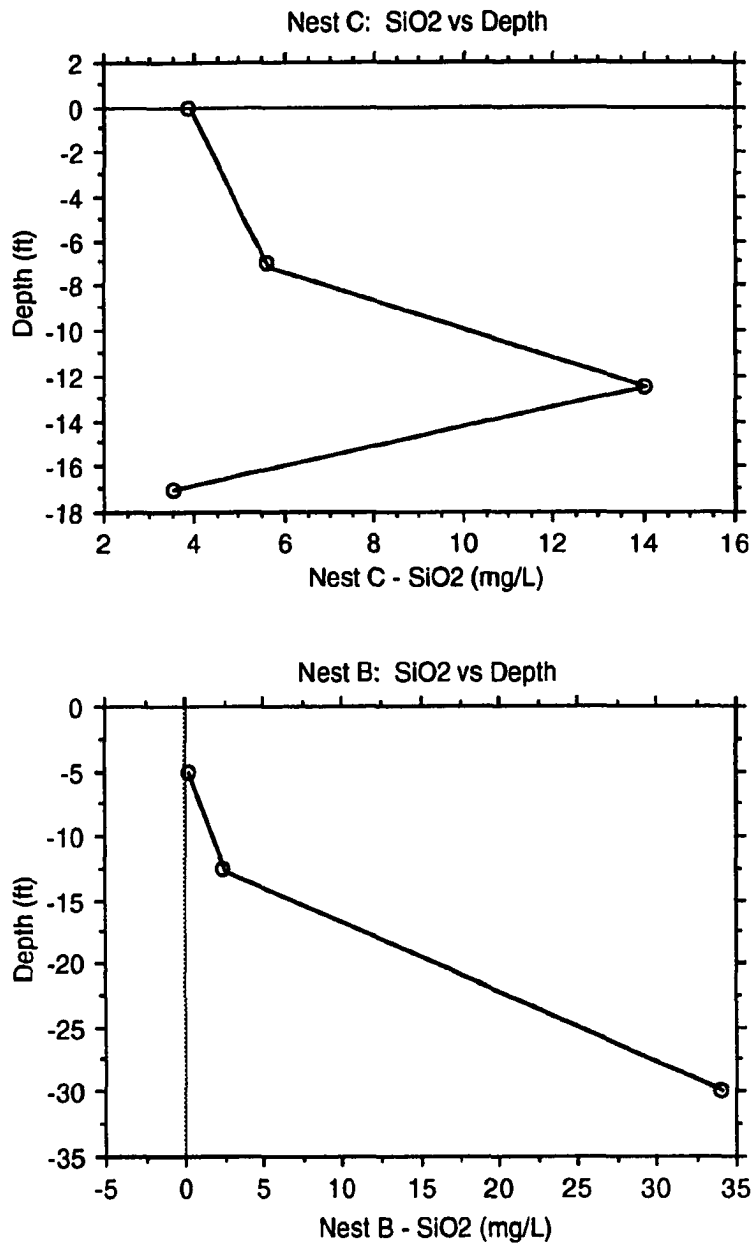 Nest C: SiO2 vs Depth
2
0
-2
-4
-6
-8
-10
-12
-14
-16
-18
Depth (ft)
2 4 6 8 10 12 14 16
Nest C - SiO2 (mg/L)
Nest B: SiO2 vs Depth
0
-5
-10
-15
-20
-25
-30
-35
Depth (ft)
-5 0 5 10 15 20 25 30 35
Nest B - SiO2 (mg/L)